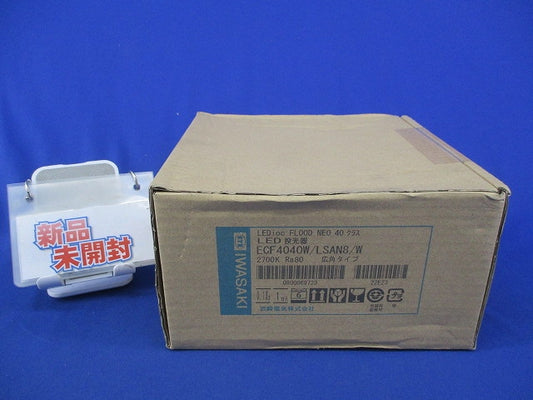 新品
未開封
IWASAKI
LEDioc FLOOD NEO 40 クラス
LED 投光器
ECF4040W/LSAN8/W
2700K Ra80 広角タイプ
22EZ3
岩崎電気株式会社